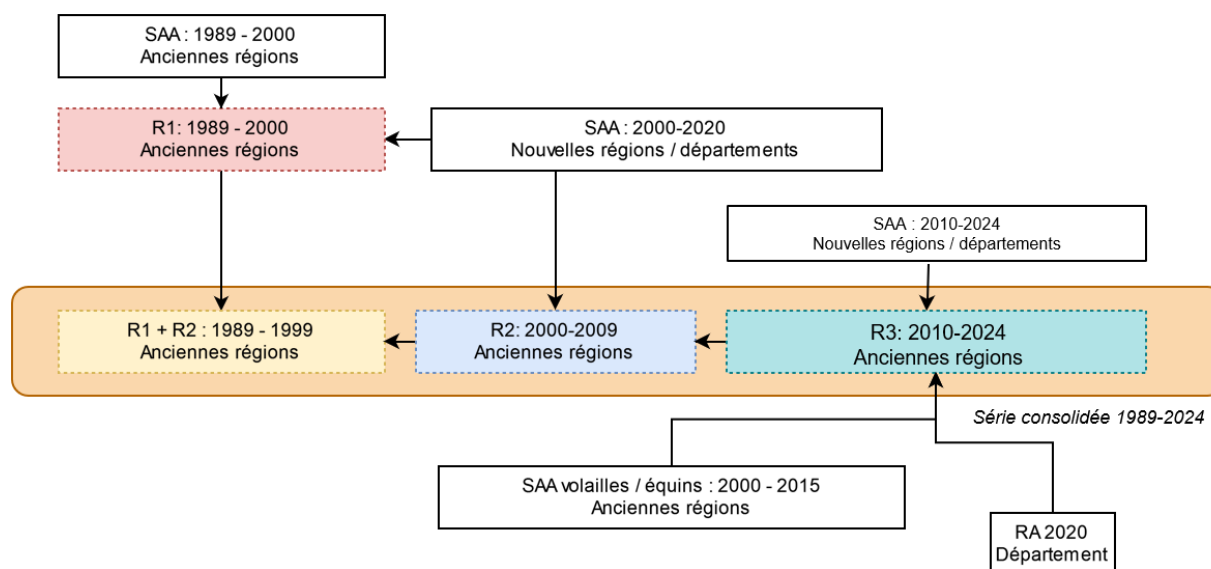 SAA : 1989 - 2000
Anciennes régions
R1: 1989 - 2000
Anciennes régions
SAA : 2000-2020
Nouvelles régions / départements
SAA : 2010-2024
Nouvelles régions / départements
R1 + R2 : 1989 - 1999
Anciennes régions
R2: 2000-2009
Anciennes régions
R3: 2010-2024
Anciennes régions
Série consolidée 1989-2024
SAA volailles / équins : 2000 - 2015
Anciennes régions
RA 2020
Département